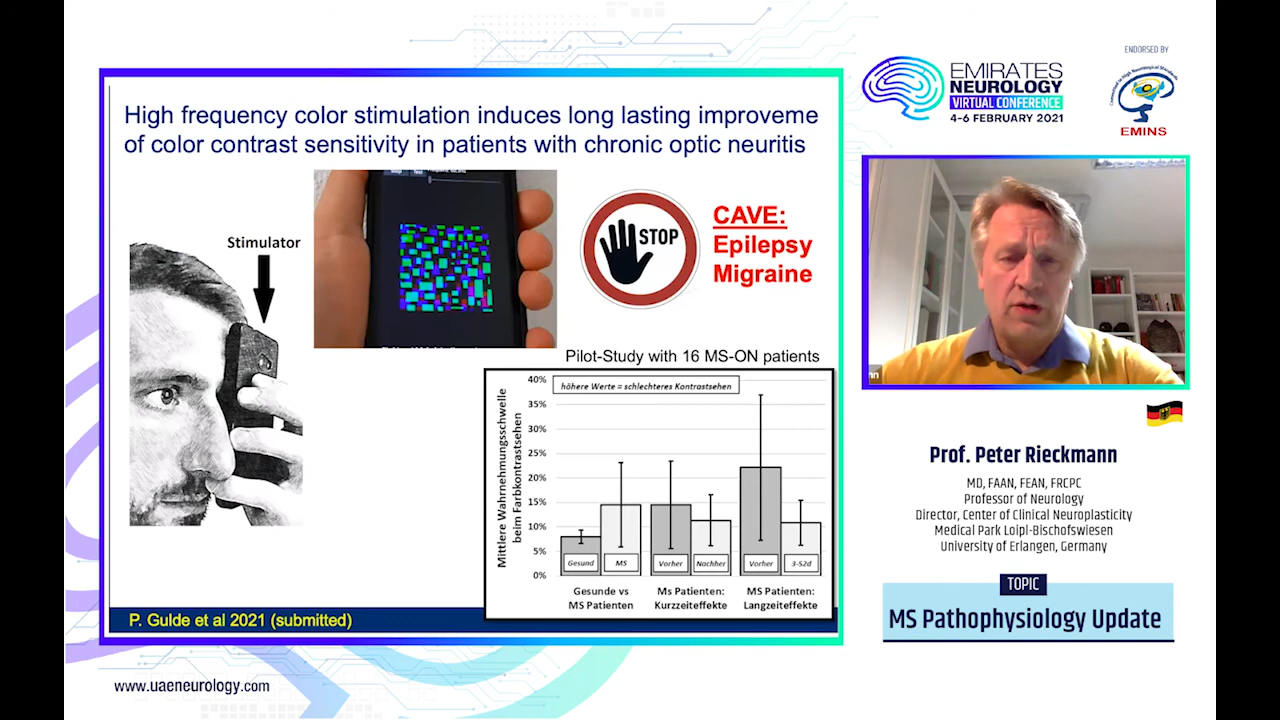 High frequency color stimulation induces long lasting improveme
of color contrast sensitivity in patients with chronic optic neuritis
Stimulator
STOP
CAVE:
Epilepsy
Migraine
Pilot-Study with 16 MS-ON patients
höhere Werte = schlechteres Kontrastsehen
Mittlere Wahrnehmungsschwelle
beim Farbkontrastsehen
40%
35%
30%
25%
20%
15%
10%
5%
0%
Gesund
MS
Vorher
Nachher
Vorher
3-52d
Gesunde vs
MS Patienten
Ms Patienten:
Kurzzeiteffekte
MS Patienten:
Langzeiteffekte
P. Gulde et al 2021 (submitted)
www.uaeneurology.com
EMIRATES
NEUROLOGY
VIRTUAL CONFERENCE
4-6 FEBRUARY 2021
ENDORSED BY
EMINS
Prof. Peter Rieckmann
MD, FAAN, FEAN, FRCPC
Professor of Neurology
Director, Center of Clinical Neuroplasticity
Medical Park Loipl-Bischofswiesen
University of Erlangen, Germany
TOPIC
MS Pathophysiology Update